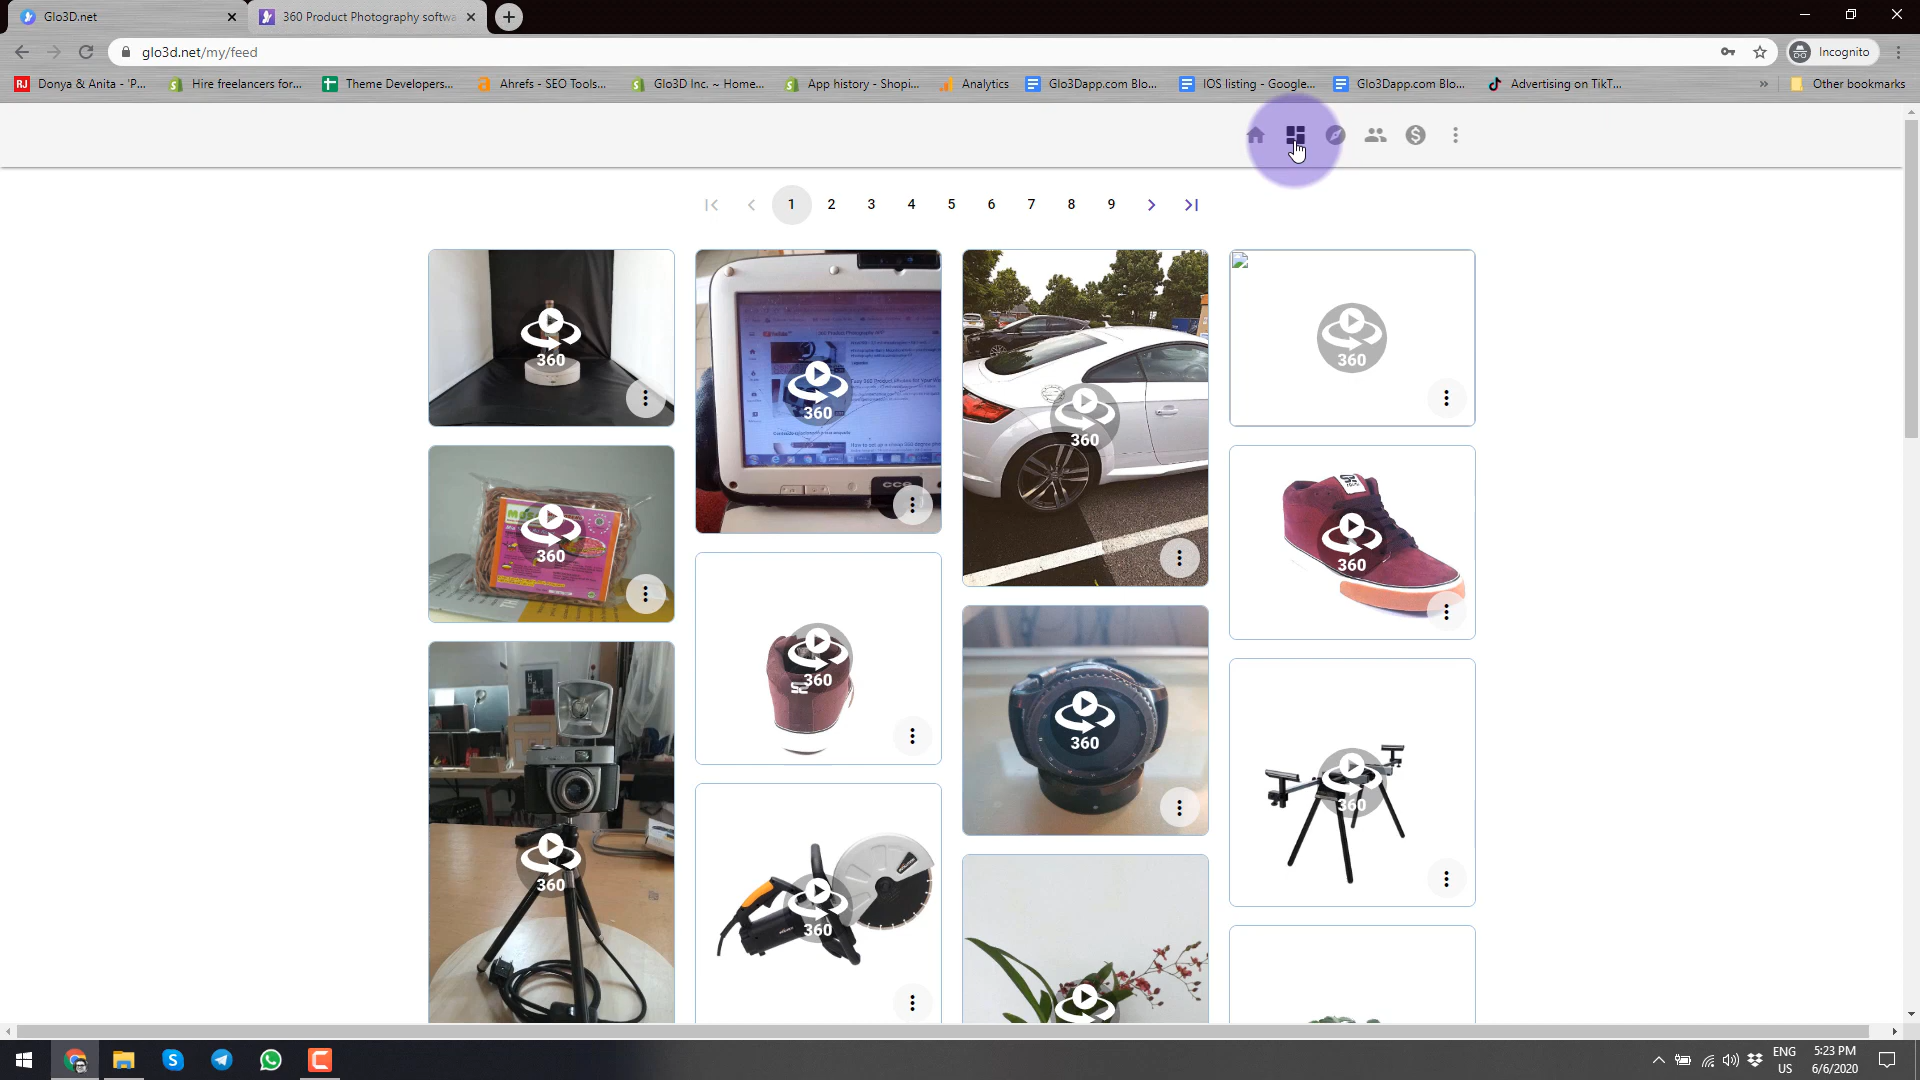 Glo3D.net
360 Product Photography softwa
glo3d.net/my/feed
Incognito
RJ Donya & Anita - 'P...
Hire freelancers for...
Theme Developers...
Ahrefs - SEO Tools...
Glo3D Inc. ~ Home...
App history - Shopi...
Analytics
Glo3Dapp.com Blo...
IOS listing - Google...
Glo3Dapp.com Blo...
Advertising on TikT...
»
Other bookmarks
1 2 3 4 5 6 7 8 9
360
360
360
360
360
360
360
360
360
360
360
ENG
US
5:23 PM
6/6/2020